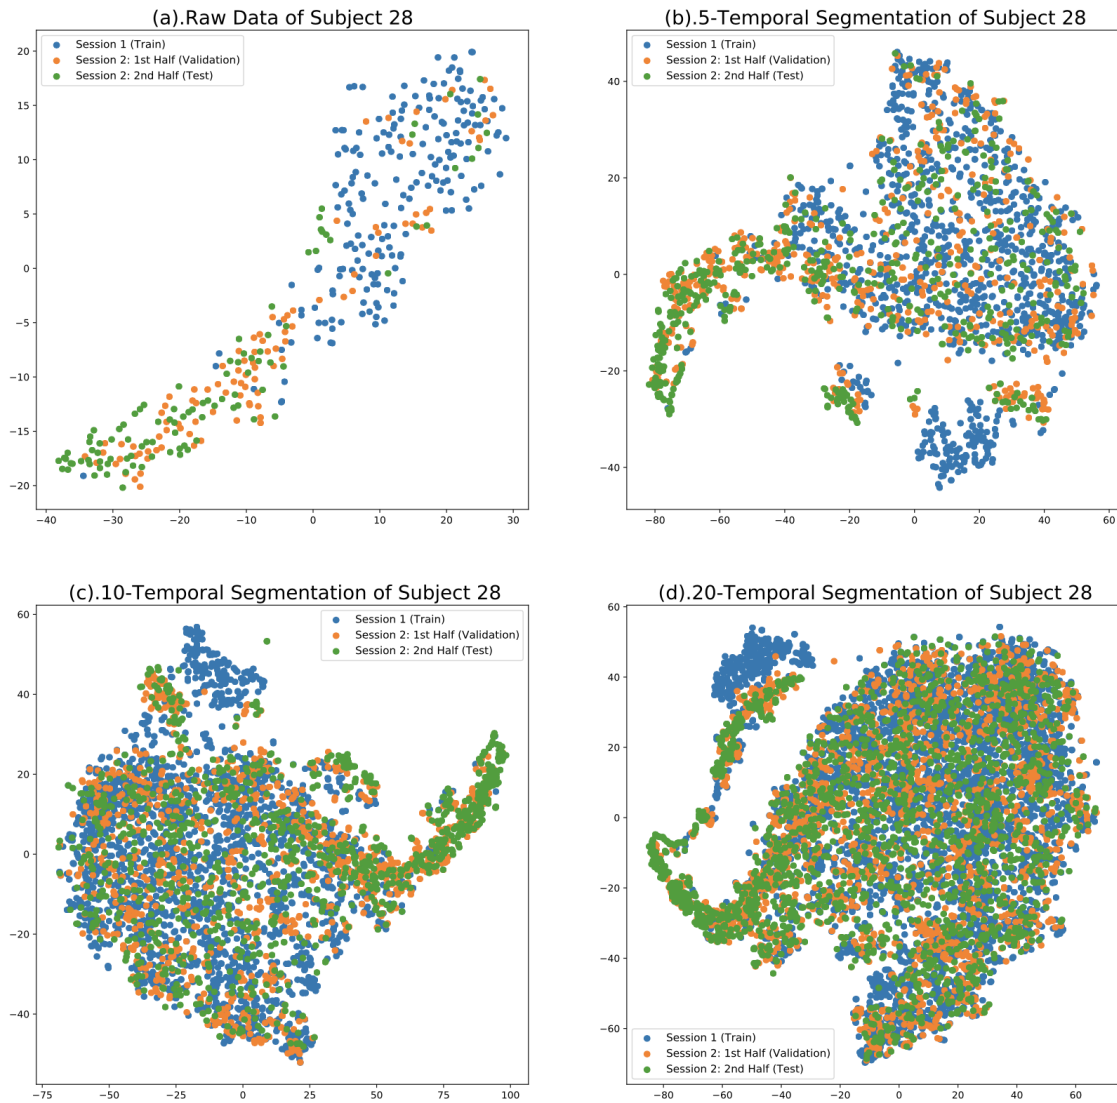 (a).Raw Data of Subject 28
Session 1 (Train)
Session 2: 1st Half (Validation)
Session 2: 2nd Half (Test)
20
15
10
5
0
−5
−10
−15
−20
−40 −30 −20 −10 0 10 20 30
(b).5-Temporal Segmentation of Subject 28
Session 1 (Train)
Session 2: 1st Half (Validation)
Session 2: 2nd Half (Test)
40
20
0
−20
−40
−80 −60 −40 −20 0 20 40 60
(c).10-Temporal Segmentation of Subject 28
Session 1 (Train)
Session 2: 1st Half (Validation)
Session 2: 2nd Half (Test)
60
40
20
0
−20
−40
−75 −50 −25 0 25 50 75 100
(d).20-Temporal Segmentation of Subject 28
60
40
20
0
−20
−40
−60
Session 1 (Train)
Session 2: 1st Half (Validation)
Session 2: 2nd Half (Test)
−80 −60 −40 −20 0 20 40 60